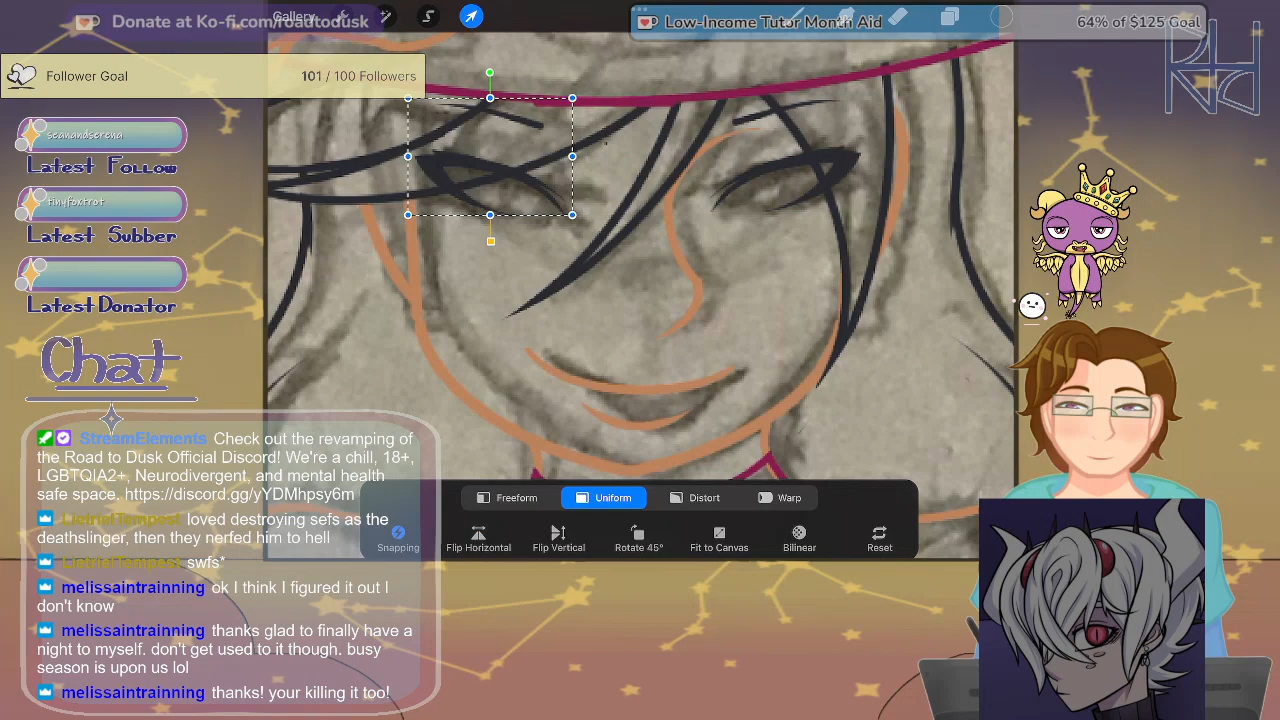 Gallery
Donate at Ko-fi.com/roadtodusk
Low-Income Tutor Month Aid
64% of $125 Goal
Follower Goal
101 / 100 Followers
seanandserena
Latest Follow
tinyfoxtrot
Latest Subber
Latest Donator
Chat
StreamElements Check out the revamping of
the Road to Dusk Official Discord! We're a chill, 18+,
LGBTQIA2+, Neurodivergent, and mental health
safe space. https://discord.gg/yYDMhpsy6m
LietrielTempest loved destroying sefs as the
deathslinger, then they nerfed him to hell
LietrielTempest swfs*
melissaintrainning ok I think I figured it out I
don't know
melissaintrainning thanks glad to finally have a
night to myself. don't get used to it though. busy
season is upon us lol
melissaintrainning thanks! your killing it too!
Freeform
Uniform
Distort
Warp
Snapping
Flip Horizontal
Flip Vertical
Rotate 45°
Fit to Canvas
Bilinear
Reset